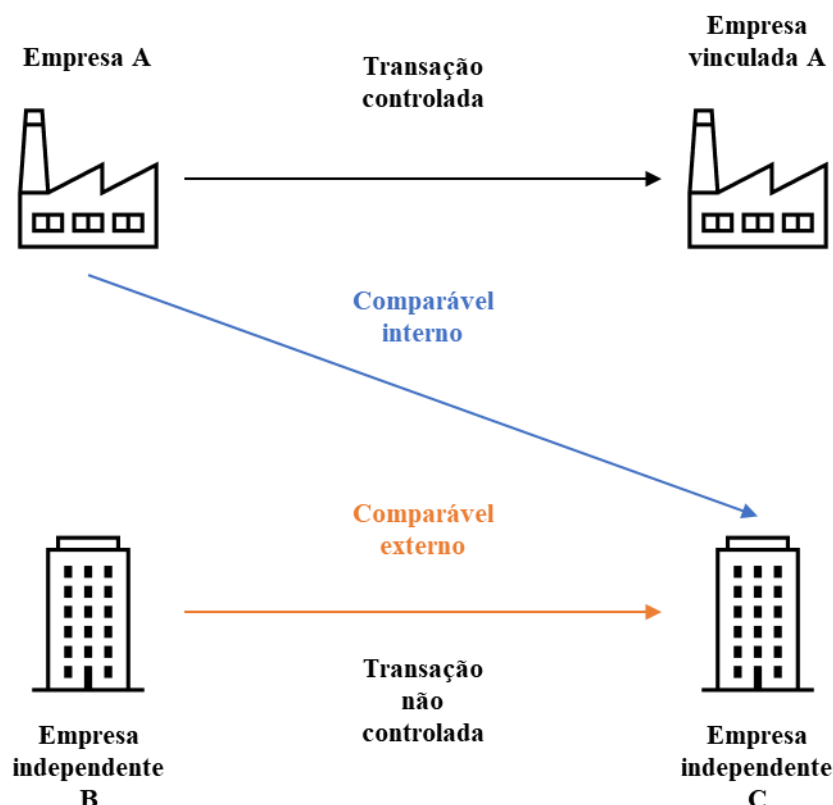 Empresa A
Transação
controlada
Empresa
vinculada A
Comparável
interno
Comparável
externo
Transação
não
controlada
Empresa
independente
B
Empresa
independente
C